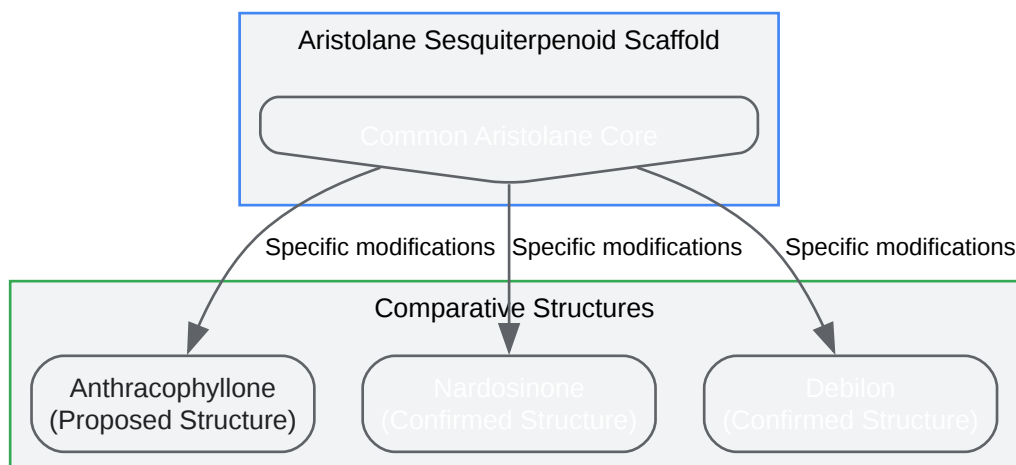 Aristolane Sesquiterpenoid Scaffold
Common Aristolane Core
Specific modifications
Specific modifications
Specific modifications
Comparative Structures
Anthracophyllone
(Proposed Structure)
Nardosinone
(Confirmed Structure)
Debilon
(Confirmed Structure)